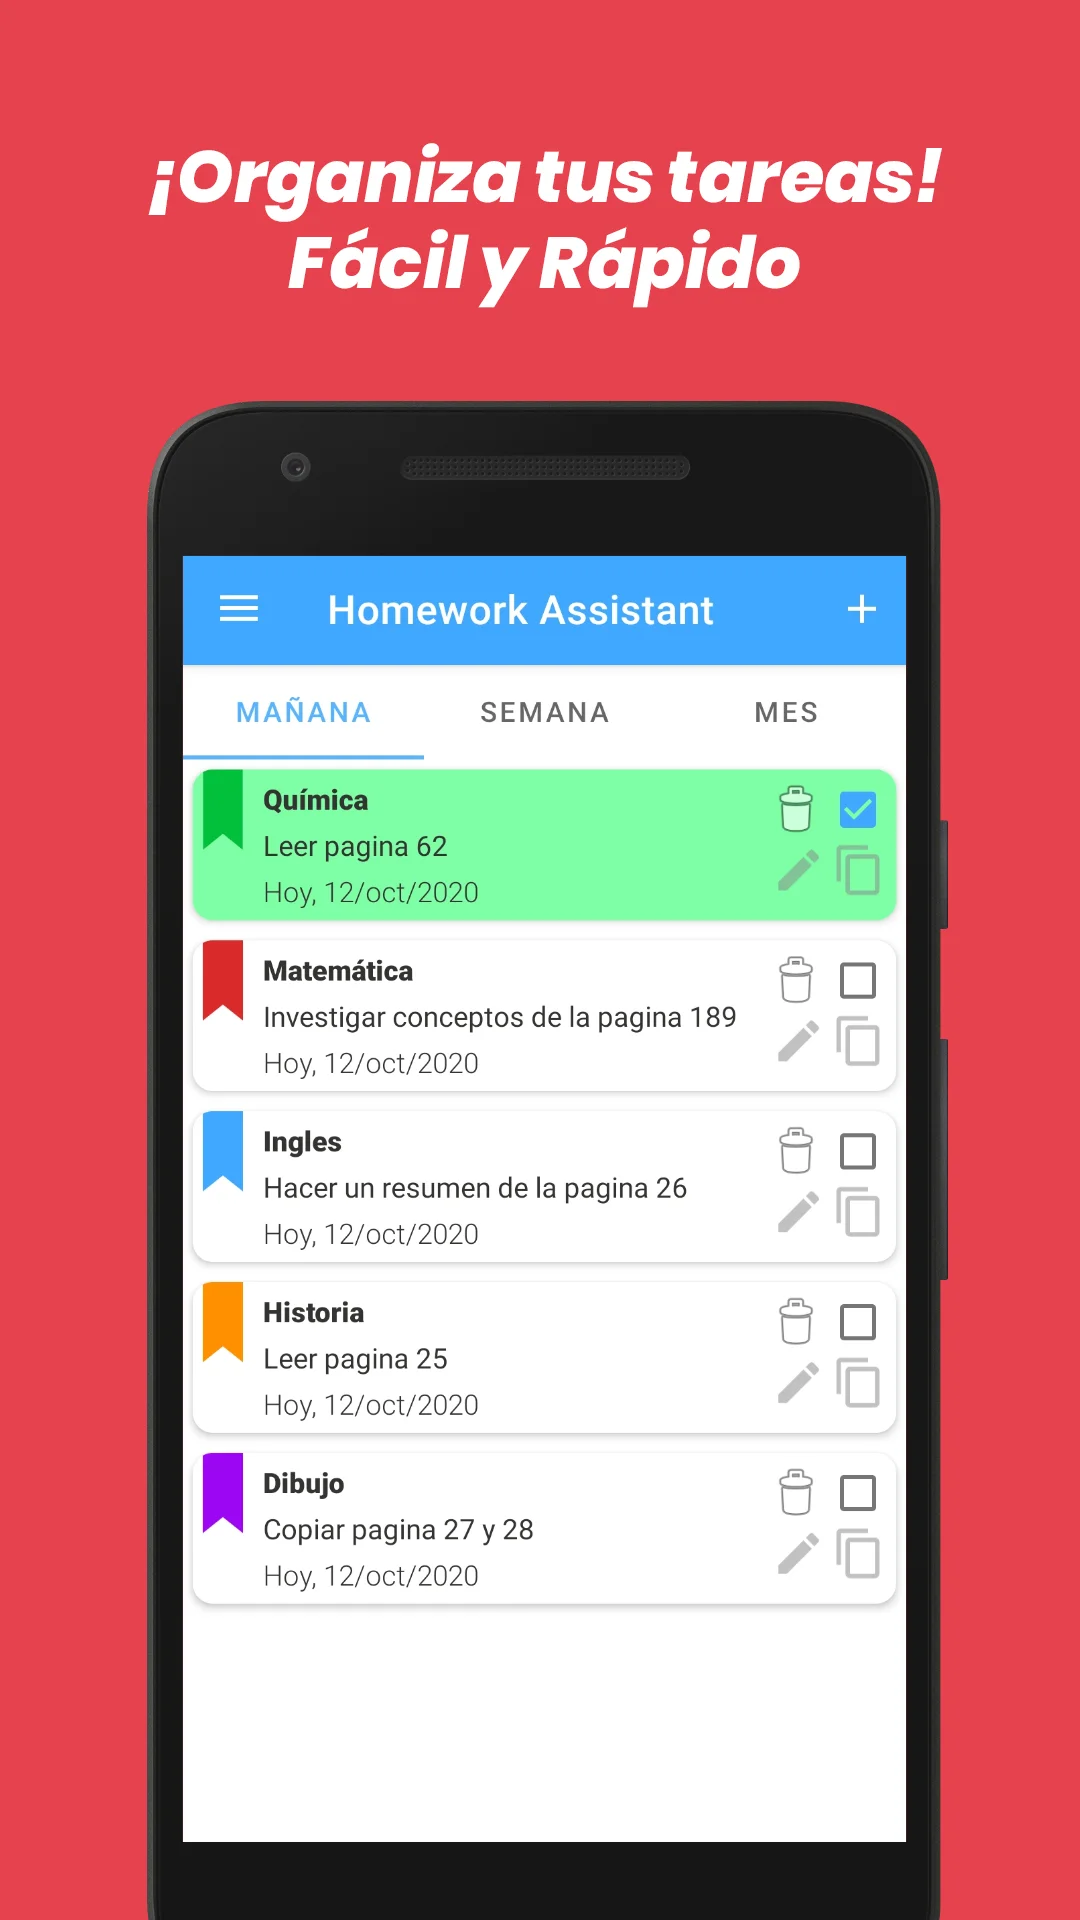 ¡Organiza tus tareas!
Fácil y Rápido
Homework Assistant
MAÑANA
SEMANA
MES
Química
Leer pagina 62
Hoy, 12/oct/2020
Matemática
Investigar conceptos de la pagina 189
Hoy, 12/oct/2020
Ingles
Hacer un resumen de la pagina 26
Hoy, 12/oct/2020
Historia
Leer pagina 25
Hoy, 12/oct/2020
Dibujo
Copiar pagina 27 y 28
Hoy, 12/oct/2020